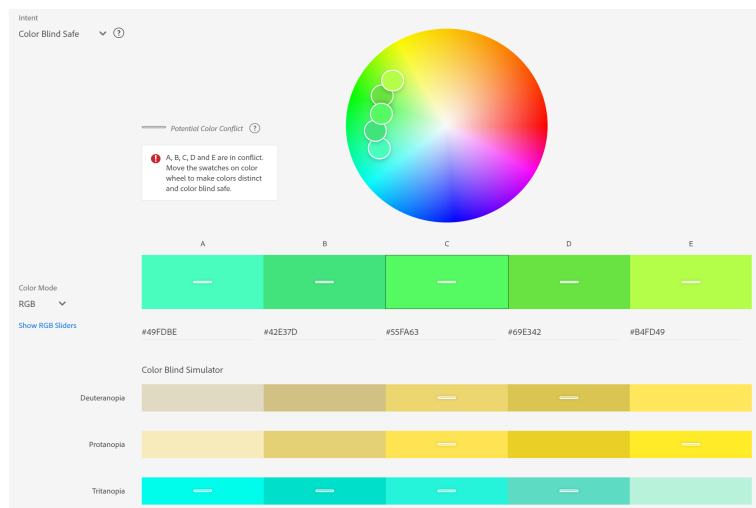 Intent
Color Blind Safe
Potential Color Conflict
A, B, C, D and E are in conflict.
Move the swatches on color
wheel to make colors distinct
and color blind safe.
A B C D E
Color Mode
RGB
Show RGB Sliders
#49FDBE #42E37D #55FA63 #69E342 #B4FD49
Color Blind Simulator
Deuteranopia
Protanopia
Tritanopia